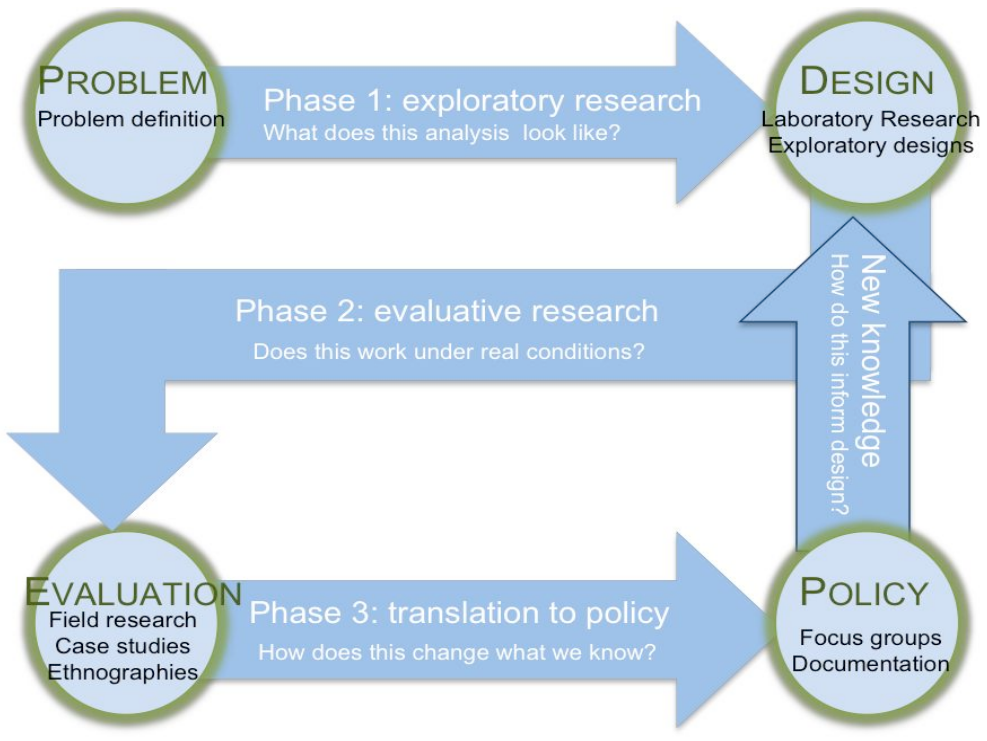 PROBLEM
Problem definition
Phase 1: exploratory research
What does this analysis look like?
DESIGN
Laboratory Research
Exploratory designs
Phase 2: evaluative research
Does this work under real conditions?
New knowledge
How do this inform design?
EVALUATION
Field research
Case studies
Ethnographies
Phase 3: translation to policy
How does this change what we know?
POLICY
Focus groups
Documentation